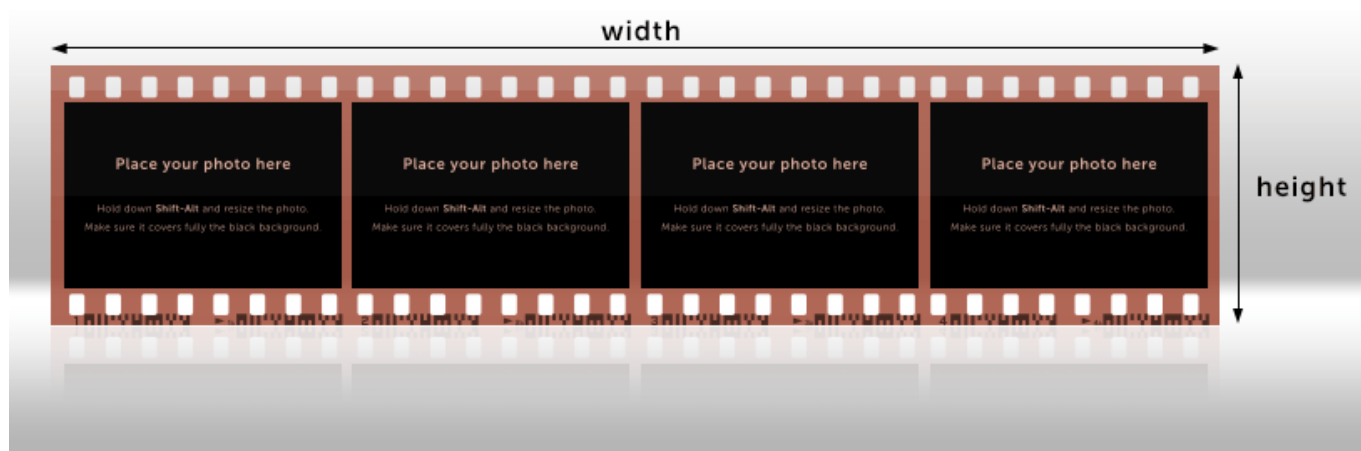 width
Place your photo here
Hold down Shift-Alt and resize the photo.
Make sure it covers fully the black background.
Place your photo here
Hold down Shift-Alt and resize the photo.
Make sure it covers fully the black background.
Place your photo here
Hold down Shift-Alt and resize the photo.
Make sure it covers fully the black background.
Place your photo here
Hold down Shift-Alt and resize the photo.
Make sure it covers fully the black background.
height
1 2 3 4